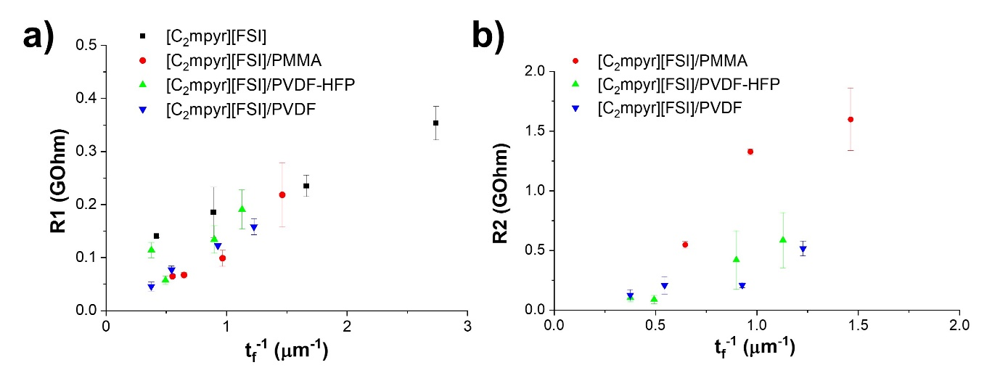 a)
[C₂mpyr][FSI]
[C₂mpyr][FSI]/PMMA
[C₂mpyr][FSI]/PVDF-HFP
[C₂mpyr][FSI]/PVDF
R1 (GOhm)
0.5
0.4
0.3
0.2
0.1
0.0
0 1 2 3
t_f⁻¹ (μm⁻¹)
b)
[C₂mpyr][FSI]/PMMA
[C₂mpyr][FSI]/PVDF-HFP
[C₂mpyr][FSI]/PVDF
R2 (GOhm)
2.0
1.5
1.0
0.5
0.0
0.0 0.5 1.0 1.5 2.0
t_f⁻¹ (μm⁻¹)